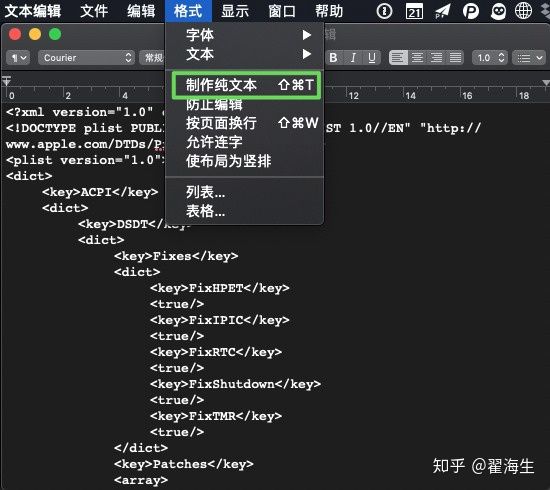 文本编辑 文件 编辑 格式 显示 窗口 帮助 21
¶ Courier 常规 B I U 1.0
0 2 4 12 14 16 18
字体
文本
制作纯文本 ⇧⌘T
防止编辑
按页面换行 ⇧⌘W
允许连字
使布局为竖排
列表...
表格...
<?xml version="1.0"
<!DOCTYPE plist PUBL ST 1.0//EN" "http://
www.apple.com/DTDs/P
<plist version="1.0">
<dict>
<key>ACPI</key>
<dict>
<key>DSDT</key>
<dict>
<key>Fixes</key>
<dict>
<key>FixHPET</key>
<true/>
<key>FixIPIC</key>
<true/>
<key>FixRTC</key>
<true/>
<key>FixShutdown</key>
<true/>
<key>FixTMR</key>
<true/>
</dict>
<key>Patches</key>
<array>
知乎 @翟海生